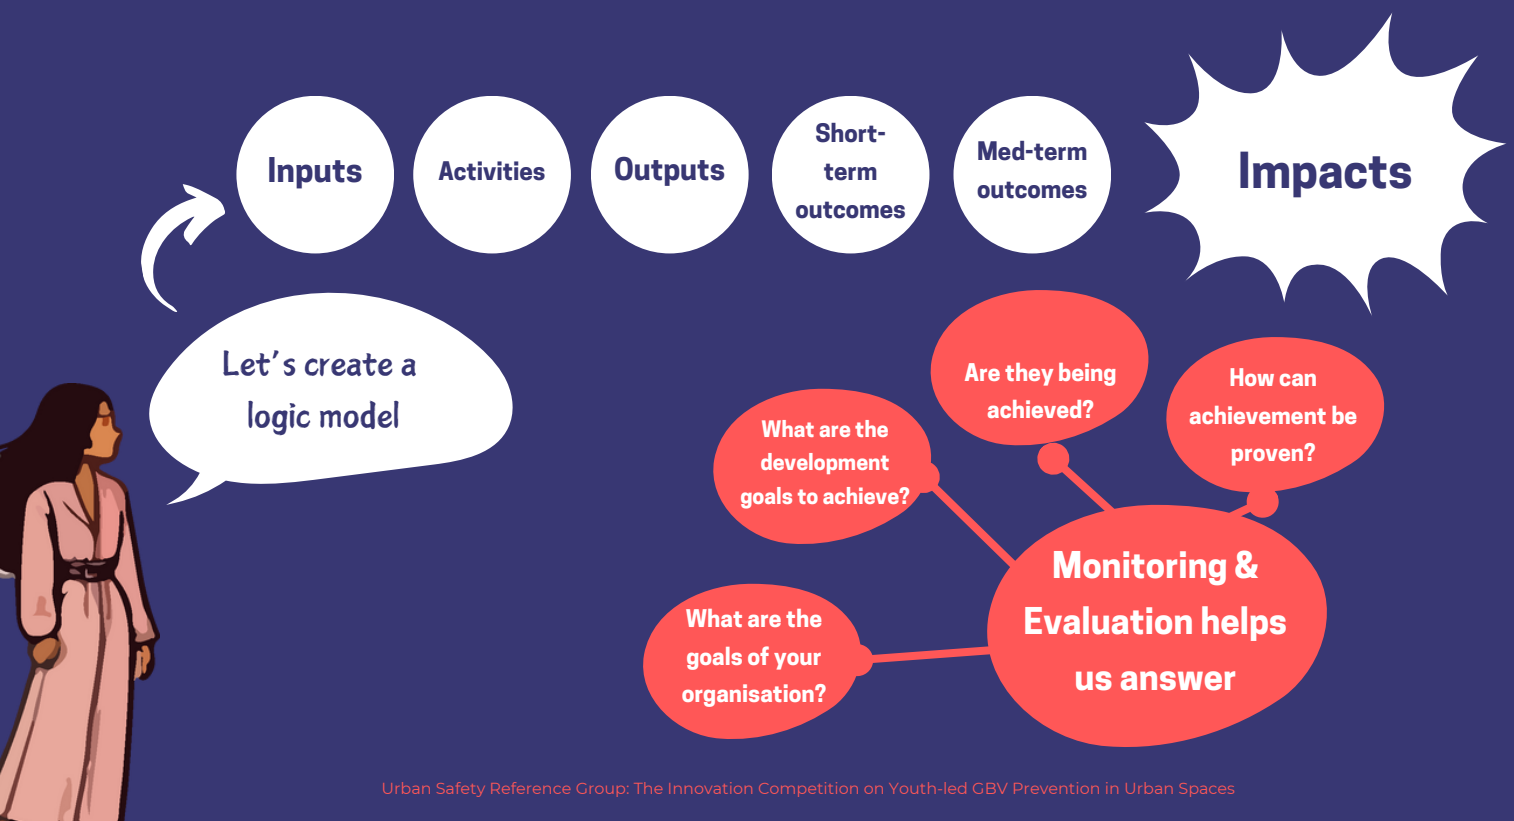 Inputs
Activities
Outputs
Short-
term
outcomes
Med-term
outcomes
Impacts
Let's create a
logic model
What are the
goals of your
organisation?
What are the
development
goals to achieve?
Are they being
achieved?
How can
achievement be
proven?
Monitoring &
Evaluation helps
us answer
Urban Safety Reference Group: The Innovation Competition on Youth-led GBV Prevention in Urban Spaces